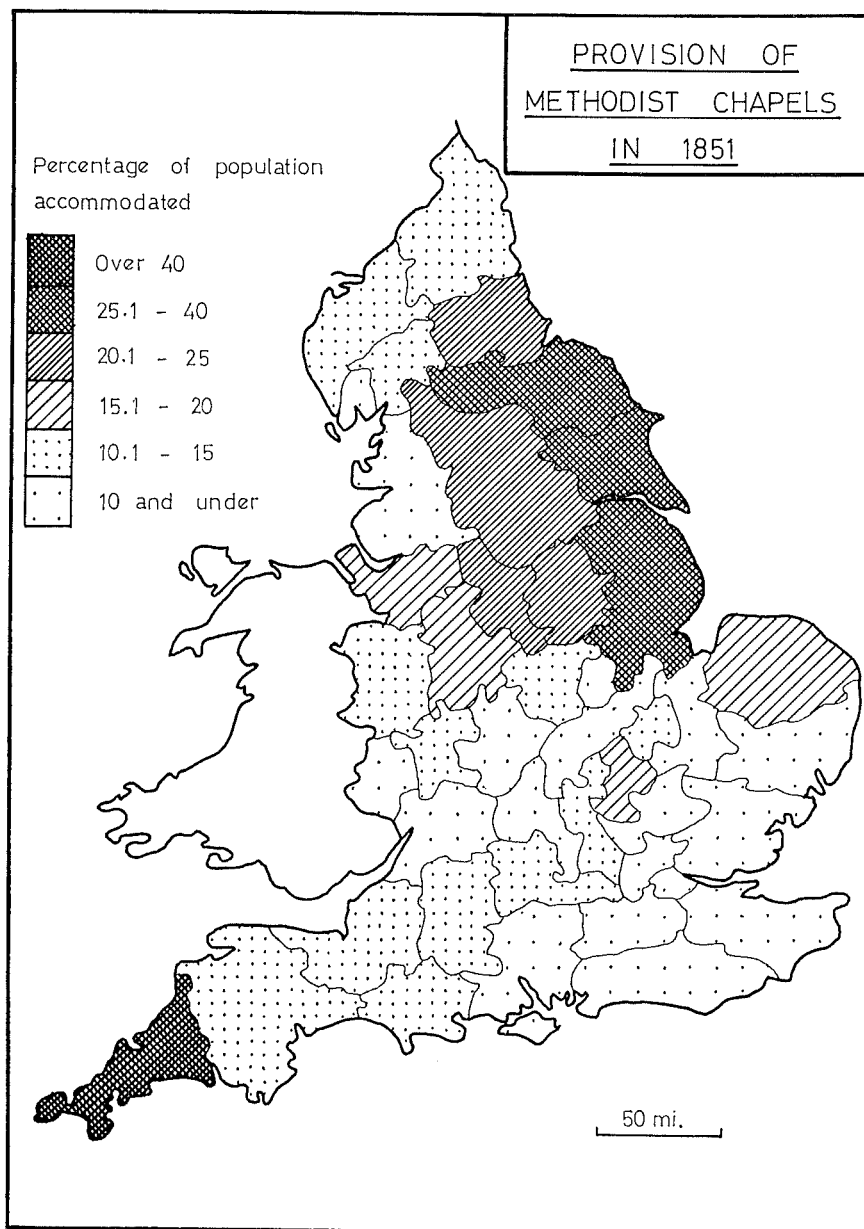 PROVISION OF
METHODIST CHAPELS
IN 1851
Percentage of population
accommodated
Over 40
25.1 - 40
20.1 - 25
15.1 - 20
10.1 - 15
10 and under
50 mi.